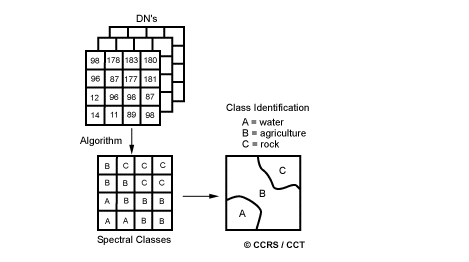 DN's
98 178 183 180
96 87 177 181
12 96 98 87
14 11 89 98
Algorithm
B C C C
B B C C
A B B B
A A B B
Spectral Classes
Class Identification
A = water
B = agriculture
C = rock
C
B
A
© CCRS / CCT